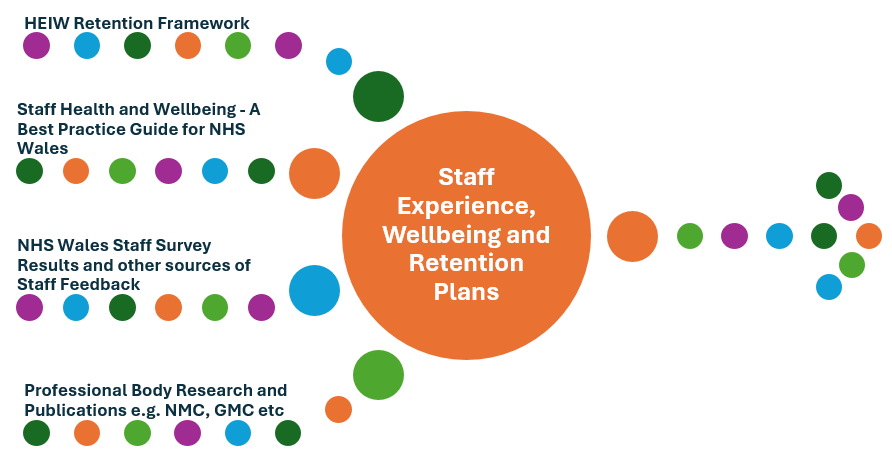 HEIW Retention Framework
Staff Health and Wellbeing - A
Best Practice Guide for NHS
Wales
NHS Wales Staff Survey
Results and other sources of
Staff Feedback
Professional Body Research and
Publications e.g. NMC, GMC etc
Staff
Experience,
Wellbeing and
Retention
Plans